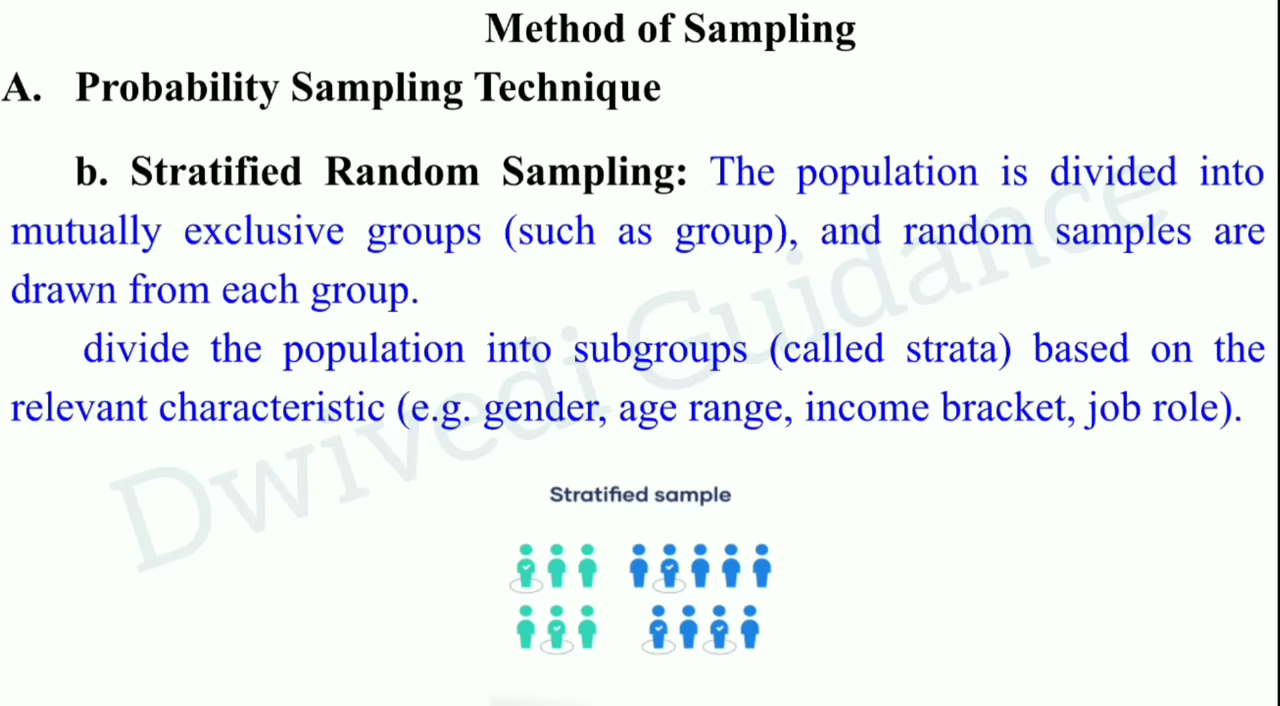 Method of Sampling
A. Probability Sampling Technique
b. Stratified Random Sampling: The population is divided into
mutually exclusive groups (such as group), and random samples are
drawn from each group.
divide the population into subgroups (called strata) based on the
relevant characteristic (e.g. gender, age range, income bracket, job role).
Dwivedi Guidance
Stratified sample